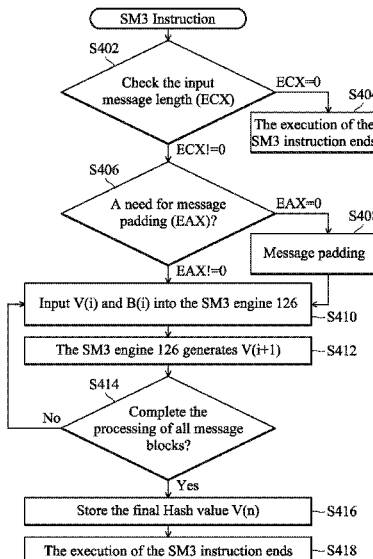 SM3 Instruction
S402
Check the input
message length (ECX)
ECX=0
S404
The execution of the
SM3 instruction ends
ECX!=0
S406
A need for message
padding (EAX)?
EAX=0
S408
Message padding
EAX!=0
Input V(i) and B(i) into the SM3 engine 126
S410
The SM3 engine 126 generates V(i+1)
S412
S414
No
Complete the
processing of all message
blocks?
Yes
Store the final Hash value V(n)
S416
The execution of the SM3 instruction ends
S418